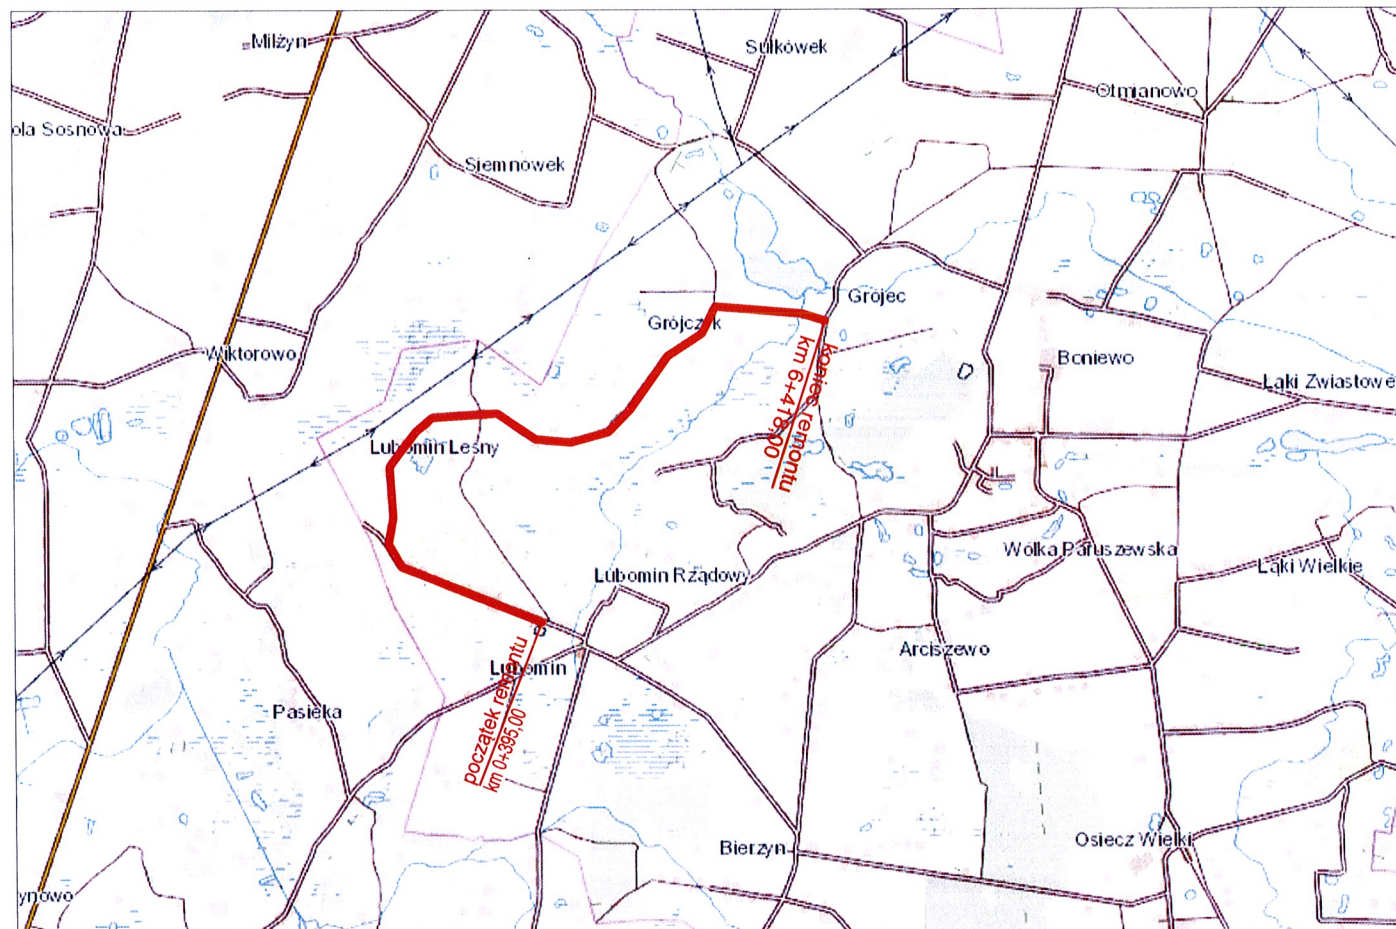 Milżyn
Sułkówek
Otmianowo
ola Sosnowa
Siemnówek
Grójec
Grójczyk
Wiktorowo
Boniewo
Łąki Zwiastowe
koniec remontu
km 6+418,00
Lubomin Leśny
Wólka Paruszewska
Łąki Wielkie
Lubomin Rządowy
Arciszewo
Lubomin
początek remontu
km 0+395,00
Pasieka
Osiecz Wielki
Bierzyn
ynowo